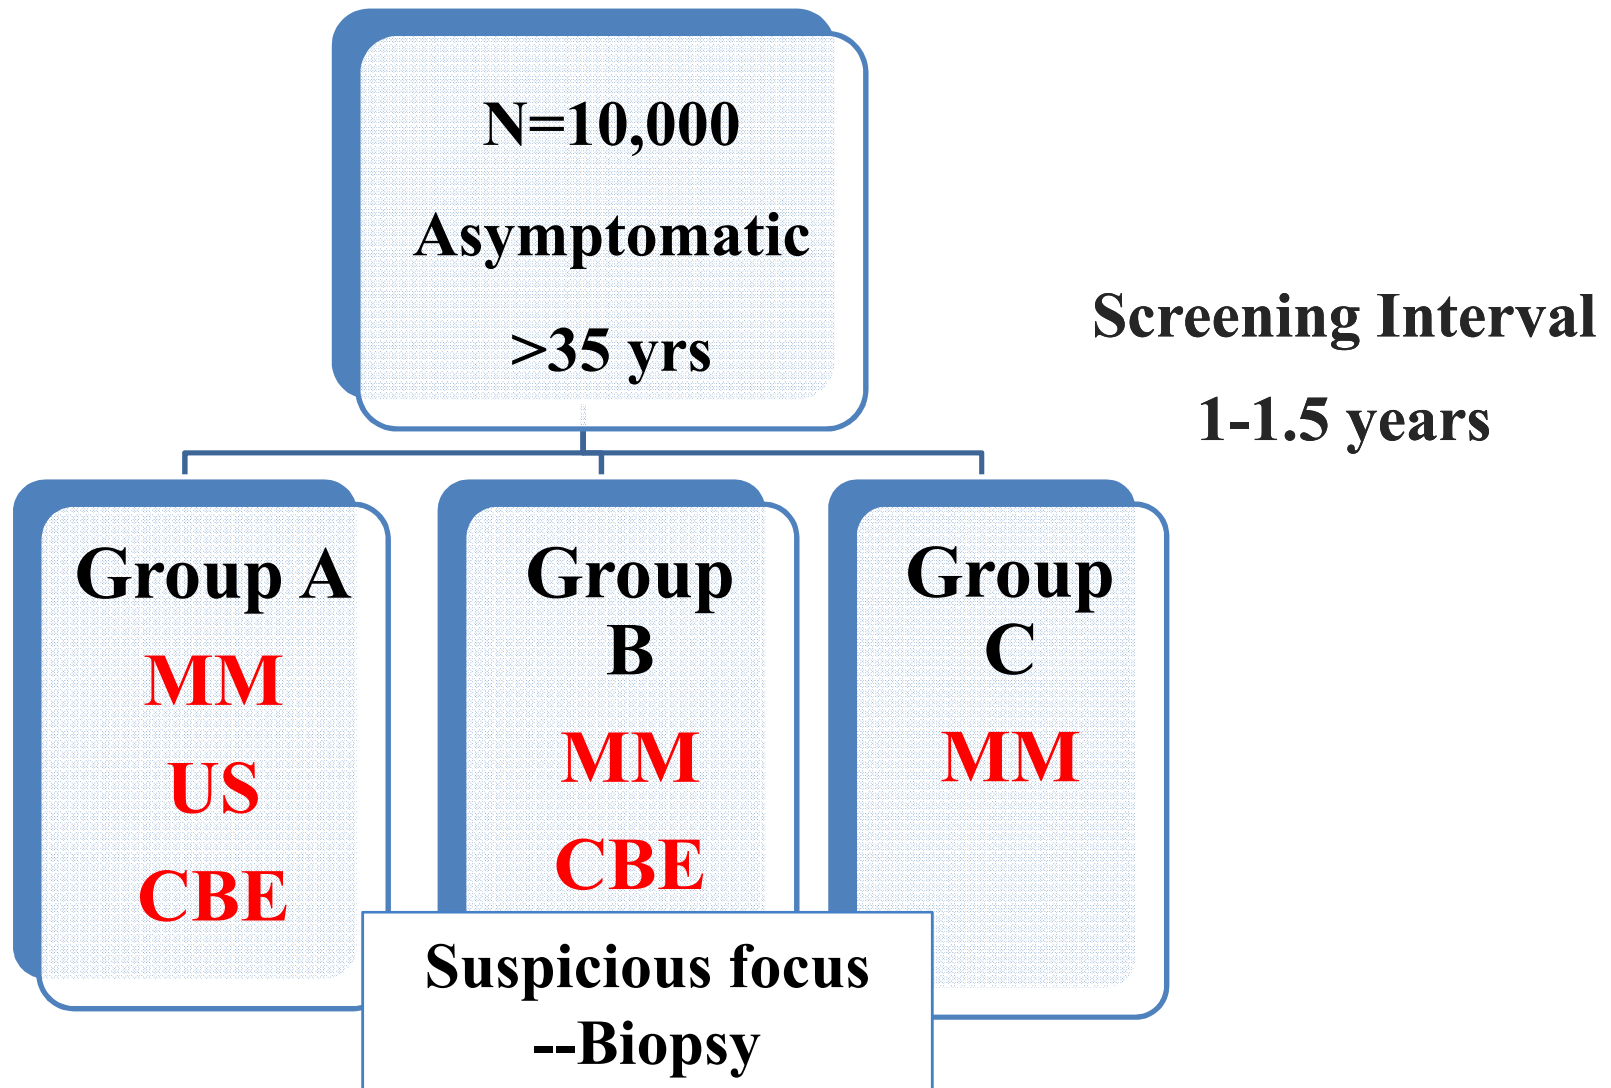 N=10,000
Asymptomatic
>35 yrs
Screening Interval
1-1.5 years
Group A
MM
US
CBE
Group
B
MM
CBE
Group
C
MM
Suspicious focus
--Biopsy